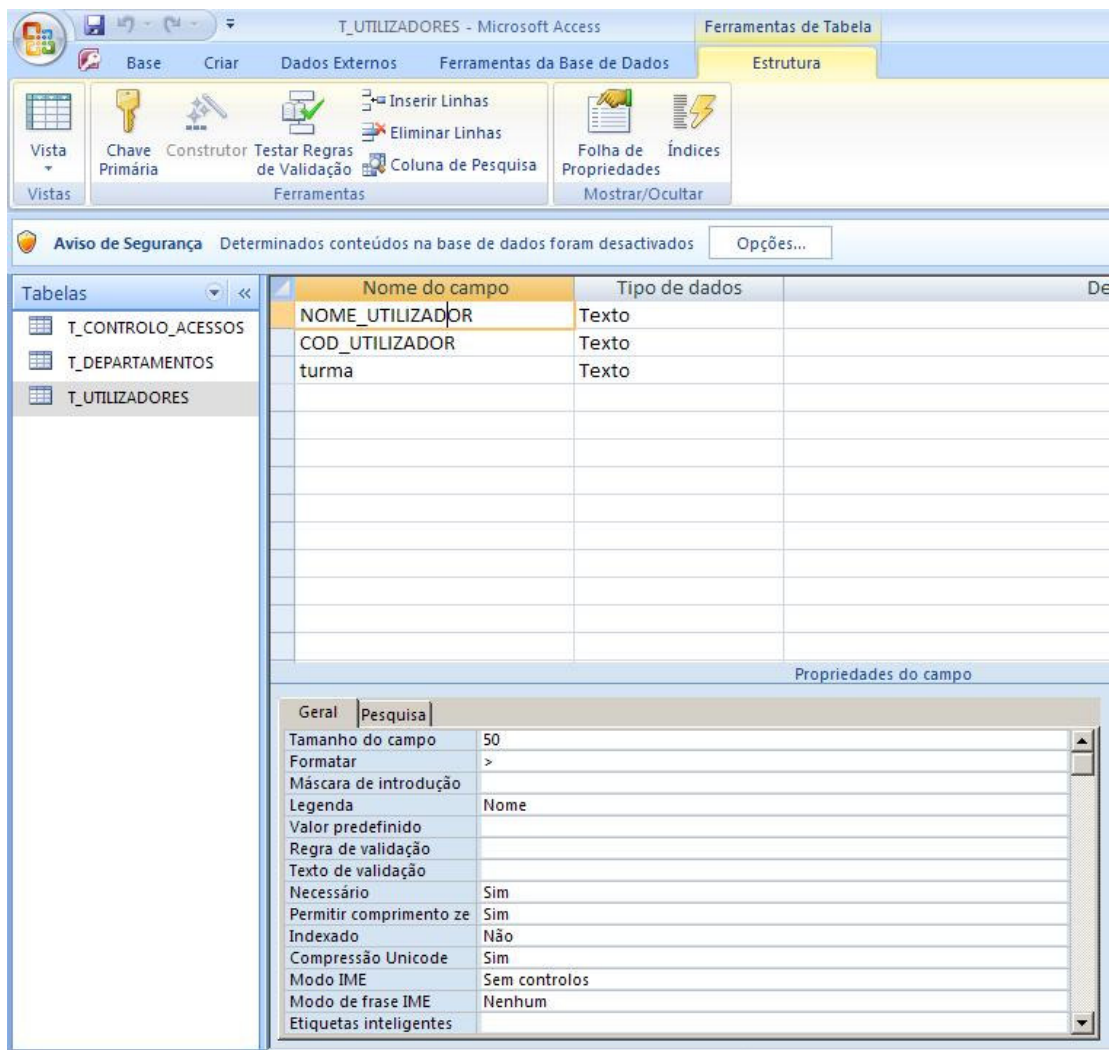 T_UTILIZADORES - Microsoft Access
Ferramentas de Tabela
Base Criar Dados Externos Ferramentas da Base de Dados Estrutura
Vista
Chave Primária
Construtor
Testar Regras de Validação
Inserir Linhas
Eliminar Linhas
Coluna de Pesquisa
Folha de Propriedades
Índices
Vistas Ferramentas Mostrar/Ocultar
Aviso de Segurança Determinados conteúdos na base de dados foram desactivados Opções...
Tabelas «
T_CONTROLO_ACESSOS
T_DEPARTAMENTOS
T_UTILIZADORES
Nome do campo Tipo de dados De
NOME_UTILIZADOR Texto
COD_UTILIZADOR Texto
turma Texto
Propriedades do campo
Geral Pesquisa
Tamanho do campo 50
Formatar >
Máscara de introdução
Legenda Nome
Valor predefinido
Regra de validação
Texto de validação
Necessário Sim
Permitir comprimento ze Sim
Indexado Não
Compressão Unicode Sim
Modo IME Sem controlos
Modo de frase IME Nenhum
Etiquetas inteligentes